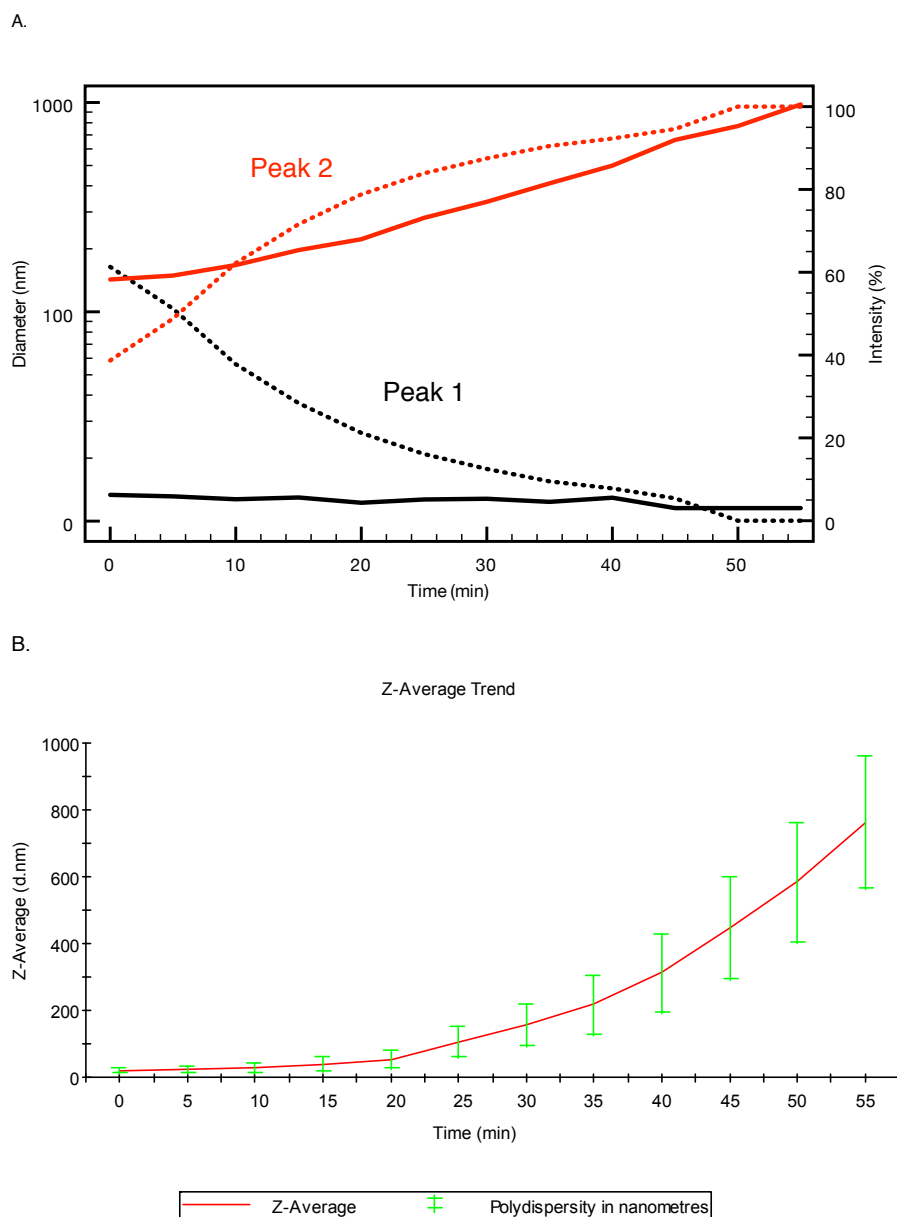 A.
1000
100
0
Diameter (nm)
Peak 2
Peak 1
100
80
60
40
20
0
Intensity (%)
0 10 20 30 40 50
Time (min)
B.
Z-Average Trend
1000
800
600
400
200
0
Z-Average (d.nm)
0 5 10 15 20 25 30 35 40 45 50 55
Time (min)
Z-Average Polydispersity in nanometres